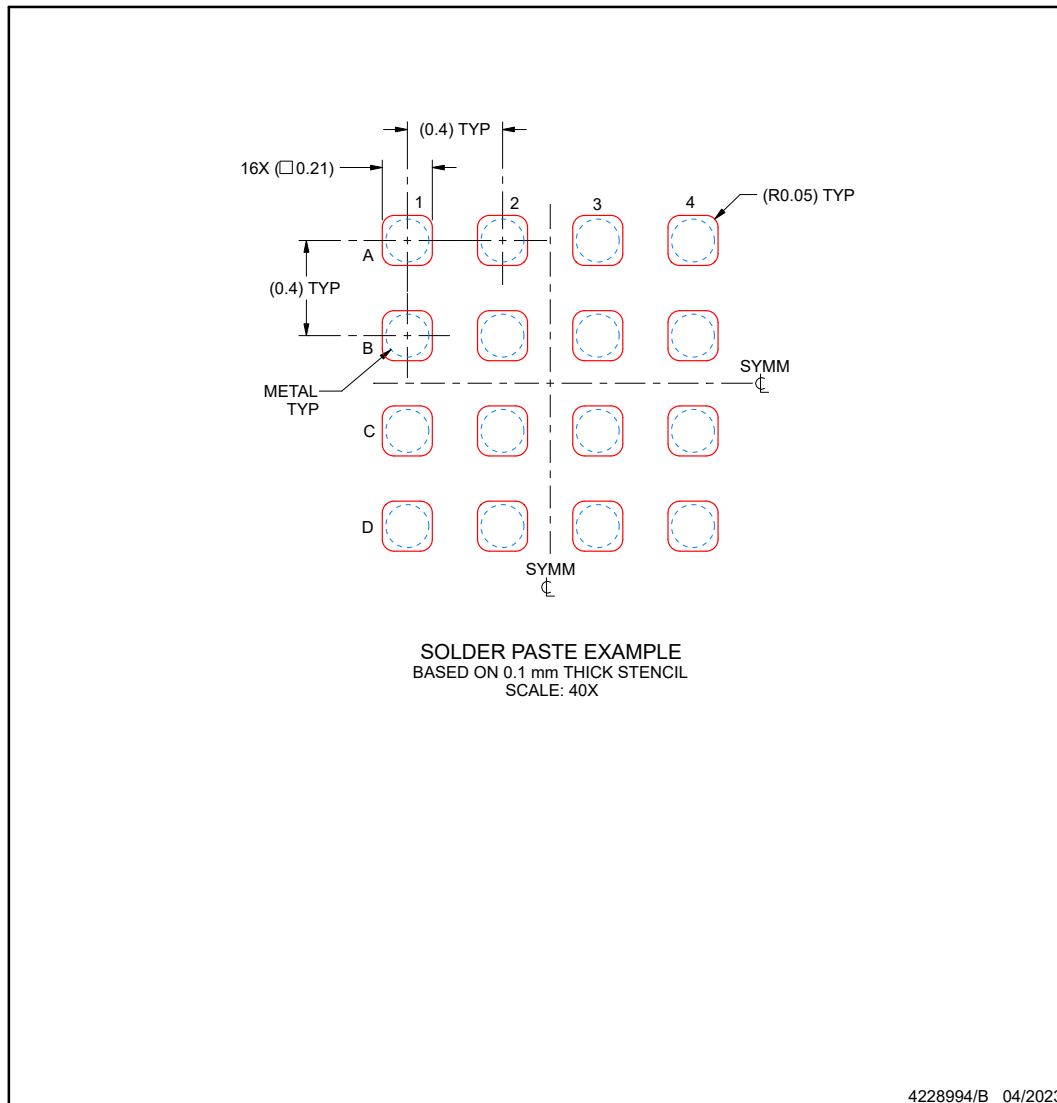 (0.4) TYP
16X (□0.21)
(R0.05) TYP
1
2
3
4
A
(0.4) TYP
B
SYMM
℄
METAL
TYP
C
D
SYMM
℄
SOLDER PASTE EXAMPLE
BASED ON 0.1 mm THICK STENCIL
SCALE: 40X
4228994/B 04/2023